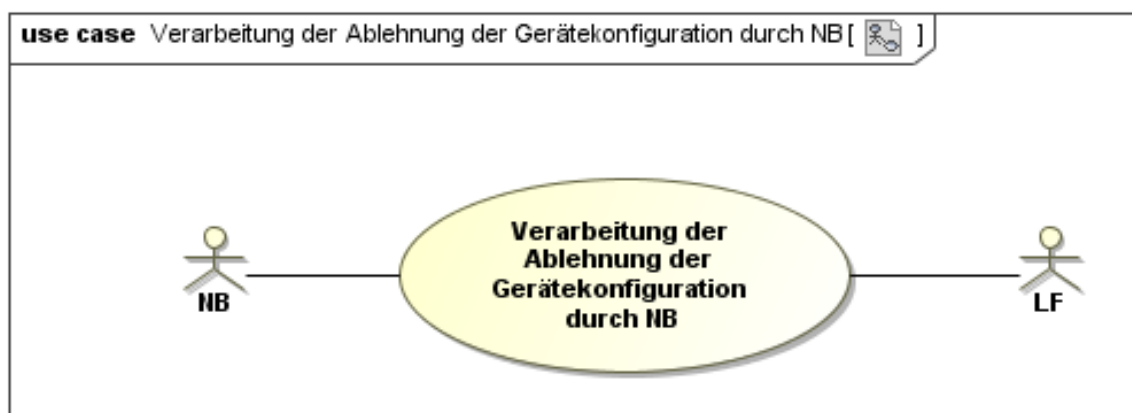 use case Verarbeitung der Ablehnung der Gerätekonfiguration durch NB [ ]
Verarbeitung der
Ablehnung der
Gerätekonfiguration
durch NB
NB
LF